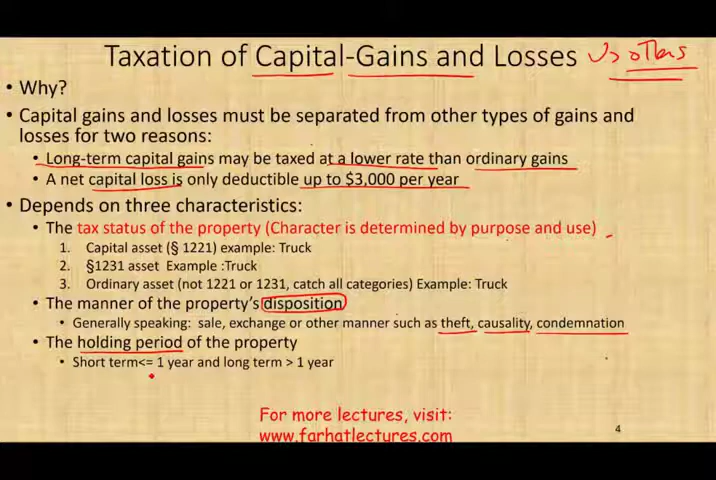 Taxation of Capital-Gains and Losses Vs others
• Why?
• Capital gains and losses must be separated from other types of gains and
losses for two reasons:
• Long-term capital gains may be taxed at a lower rate than ordinary gains
• A net capital loss is only deductible up to $3,000 per year
• Depends on three characteristics:
• The tax status of the property (Character is determined by purpose and use)
1. Capital asset (§ 1221) example: Truck
2. §1231 asset Example :Truck
3. Ordinary asset (not 1221 or 1231, catch all categories) Example: Truck
• The manner of the property's disposition
• Generally speaking: sale, exchange or other manner such as theft, causality, condemnation
• The holding period of the property
• Short term<= 1 year and long term > 1 year
For more lectures, visit:
www.farhatlectures.com
4